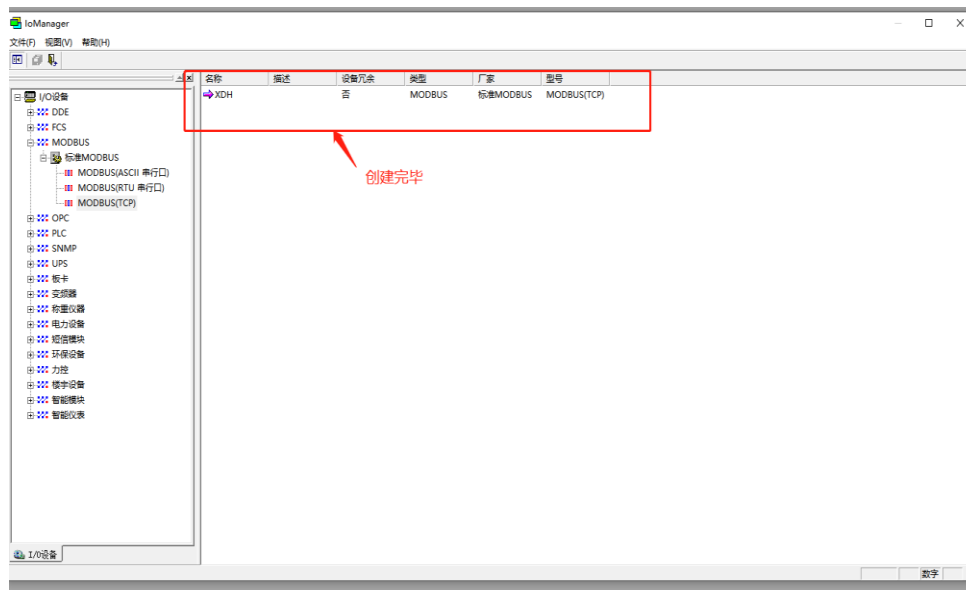 IoManager
文件(F) 视图(V) 帮助(H)
名称 描述 设备冗余 类型 厂家 型号
XDH 否 MODBUS 标准MODBUS MODBUS(TCP)
创建完毕
I/O设备
DDE
FCS
MODBUS
标准MODBUS
MODBUS(ASCII 串行口)
MODBUS(RTU 串行口)
MODBUS(TCP)
OPC
PLC
SNMP
UPS
板卡
变频器
称重仪器
电力设备
短信模块
环保设备
力控
楼宇设备
智能模块
智能仪表
I/O设备
数字